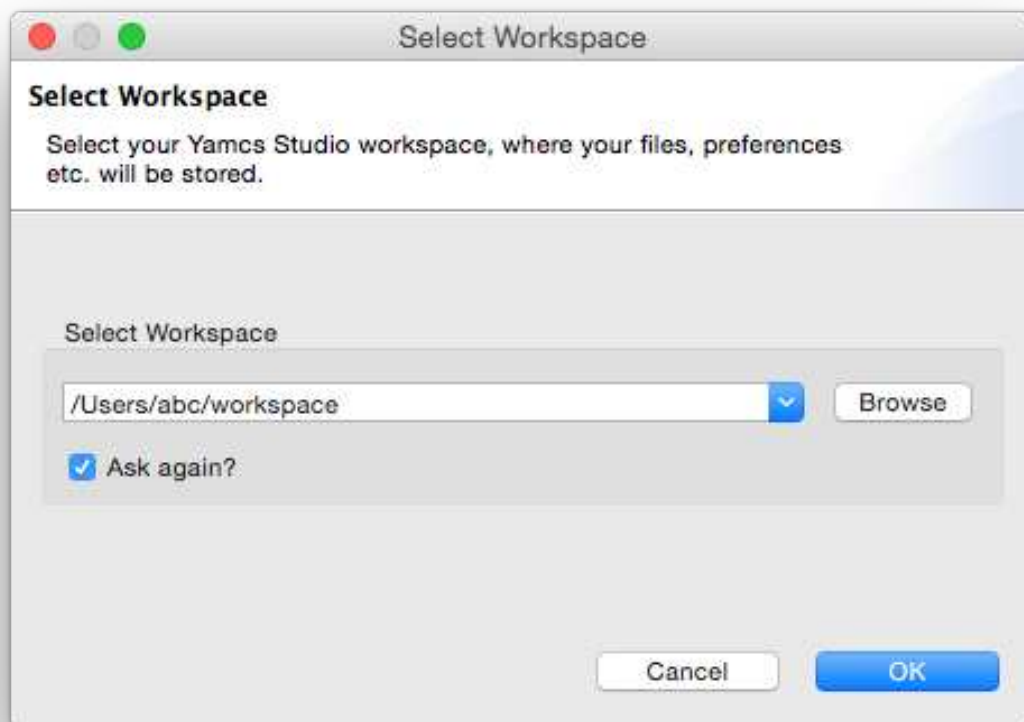 Select Workspace
Select Workspace
Select your Yamcs Studio workspace, where your files, preferences
etc. will be stored.
Select Workspace
/Users/abc/workspace
Browse
Ask again?
Cancel
OK